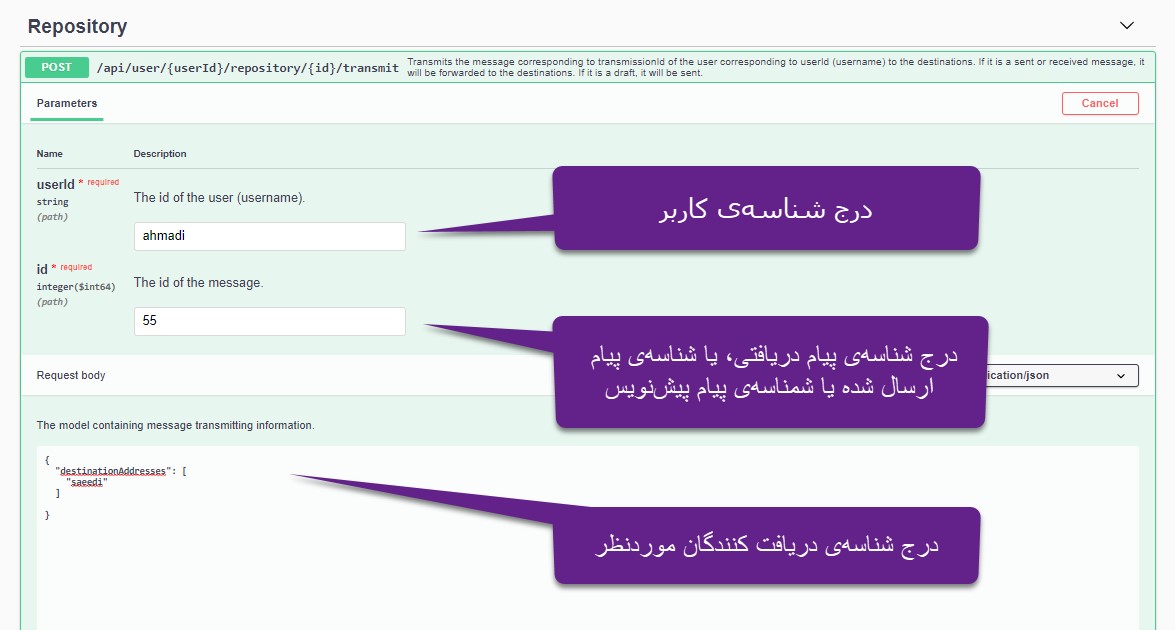 Repository
POST /api/user/{userId}/repository/{id}/transmit Transmits the message corresponding to transmissionId of the user corresponding to userId (username) to the destinations. If it is a sent or received message, it
will be forwarded to the destinations. If it is a draft, it will be sent.
Parameters
Cancel
Name Description
userId * required
string
(path)
The id of the user (username).
ahmadi
درج شناسه‌ی کاربر
id * required
integer($int64)
(path)
The id of the message.
55
درج شناسه‌ی پیام دریافتی، یا شناسه‌ی پیام
ارسال شده یا شمناسه‌ی پیام پیش‌نویس
Request body
ication/json
The model containing message transmitting information.
{
"destinationAddresses": [
"saeedi"
]
}
درج شناسه‌ی دریافت کنندگان موردنظر